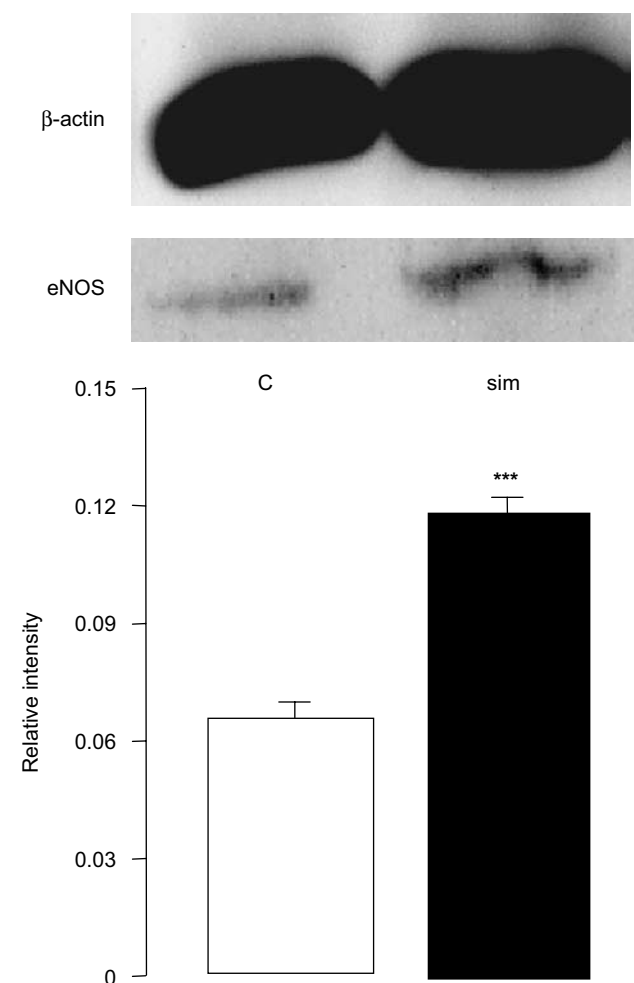 β-actin
eNOS
C sim
0.15
***
0.12
0.09
0.06
0.03
0
Relative intensity